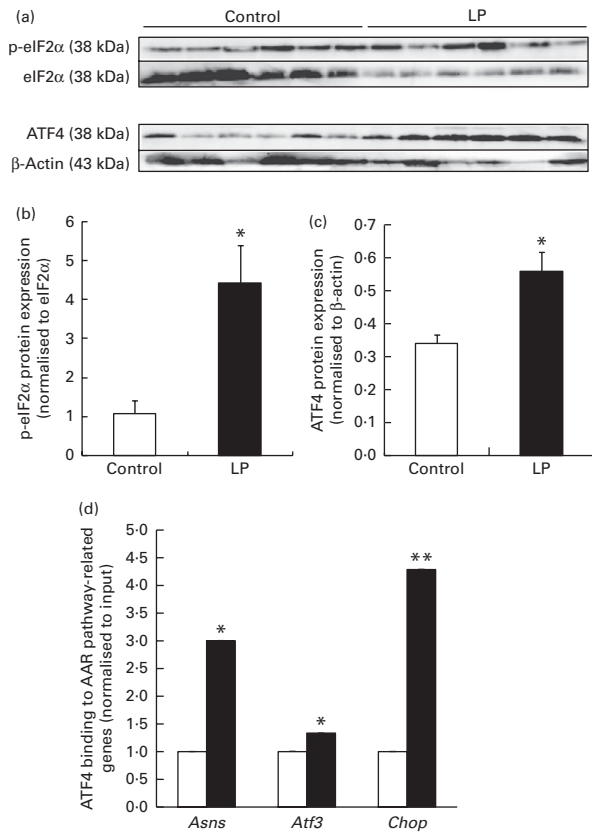 (a)
Control LP
p-eIF2α (38 kDa)
eIF2α (38 kDa)
ATF4 (38 kDa)
β-Actin (43 kDa)
(b)
p-eIF2α protein expression
(normalised to eIF2α)
6
5
4
3
2
1
0
*
Control LP
(c)
ATF4 protein expression
(normalised to β-actin)
0·7
0·6
0·5
0·4
0·3
0·2
0·1
0·0
*
Control LP
(d)
ATF4 binding to AAR pathway-related
genes (normalised to input)
5·0
4·5
4·0
3·5
3·0
2·5
2·0
1·5
1·0
0·5
0·0
*
*
**
Asns Atf3 Chop